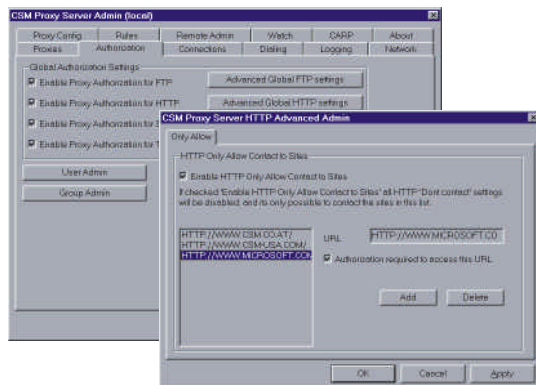 CSM Proxy Server Admin (local)
Proxy Config Rules Remote Admin Watch CARP About
Proxies Authorization Connections Dialing Logging Network
Global Authorization Settings
Enable Proxy Authorization for FTP
Advanced Global FTP settings
Enable Proxy Authorization for HTTP
Advanced Global HTTP settings
Enable Proxy Authorization for
Enable Proxy Authorization for
User Admin
Group Admin
CSM Proxy Server HTTP Advanced Admin
Only Allow
HTTP Only Allow Contact to Sites
Enable HTTP Only Allow Contact to Sites
If checked 'Enable HTTP Only Allow Contact to Sites' all HTTP "Dont contact" settings
will be disabled, and its only possible to contact the sites in this list.
HTTP://WWW.CSM.CO.AT/
HTTP://WWW.CSM-USA.COM/
HTTP://WWW.MICROSOFT.COM
URL
HTTP://WWW.MICROSOFT.CO
Authorization required to access this URL
Add Delete
OK Cancel Apply